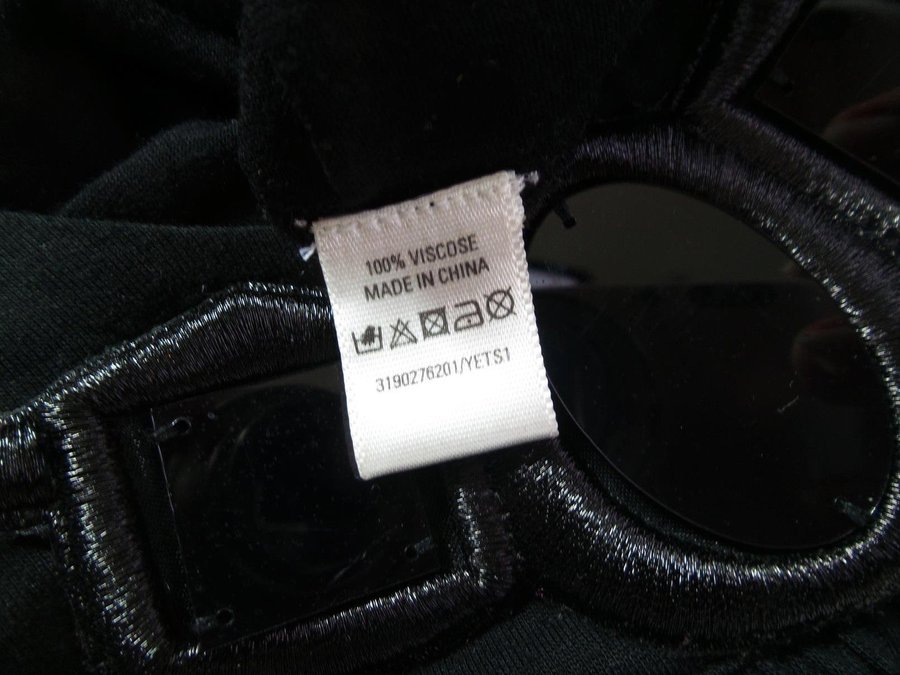 100% VISCOSE
MADE IN CHINA
3190276201/YETS1